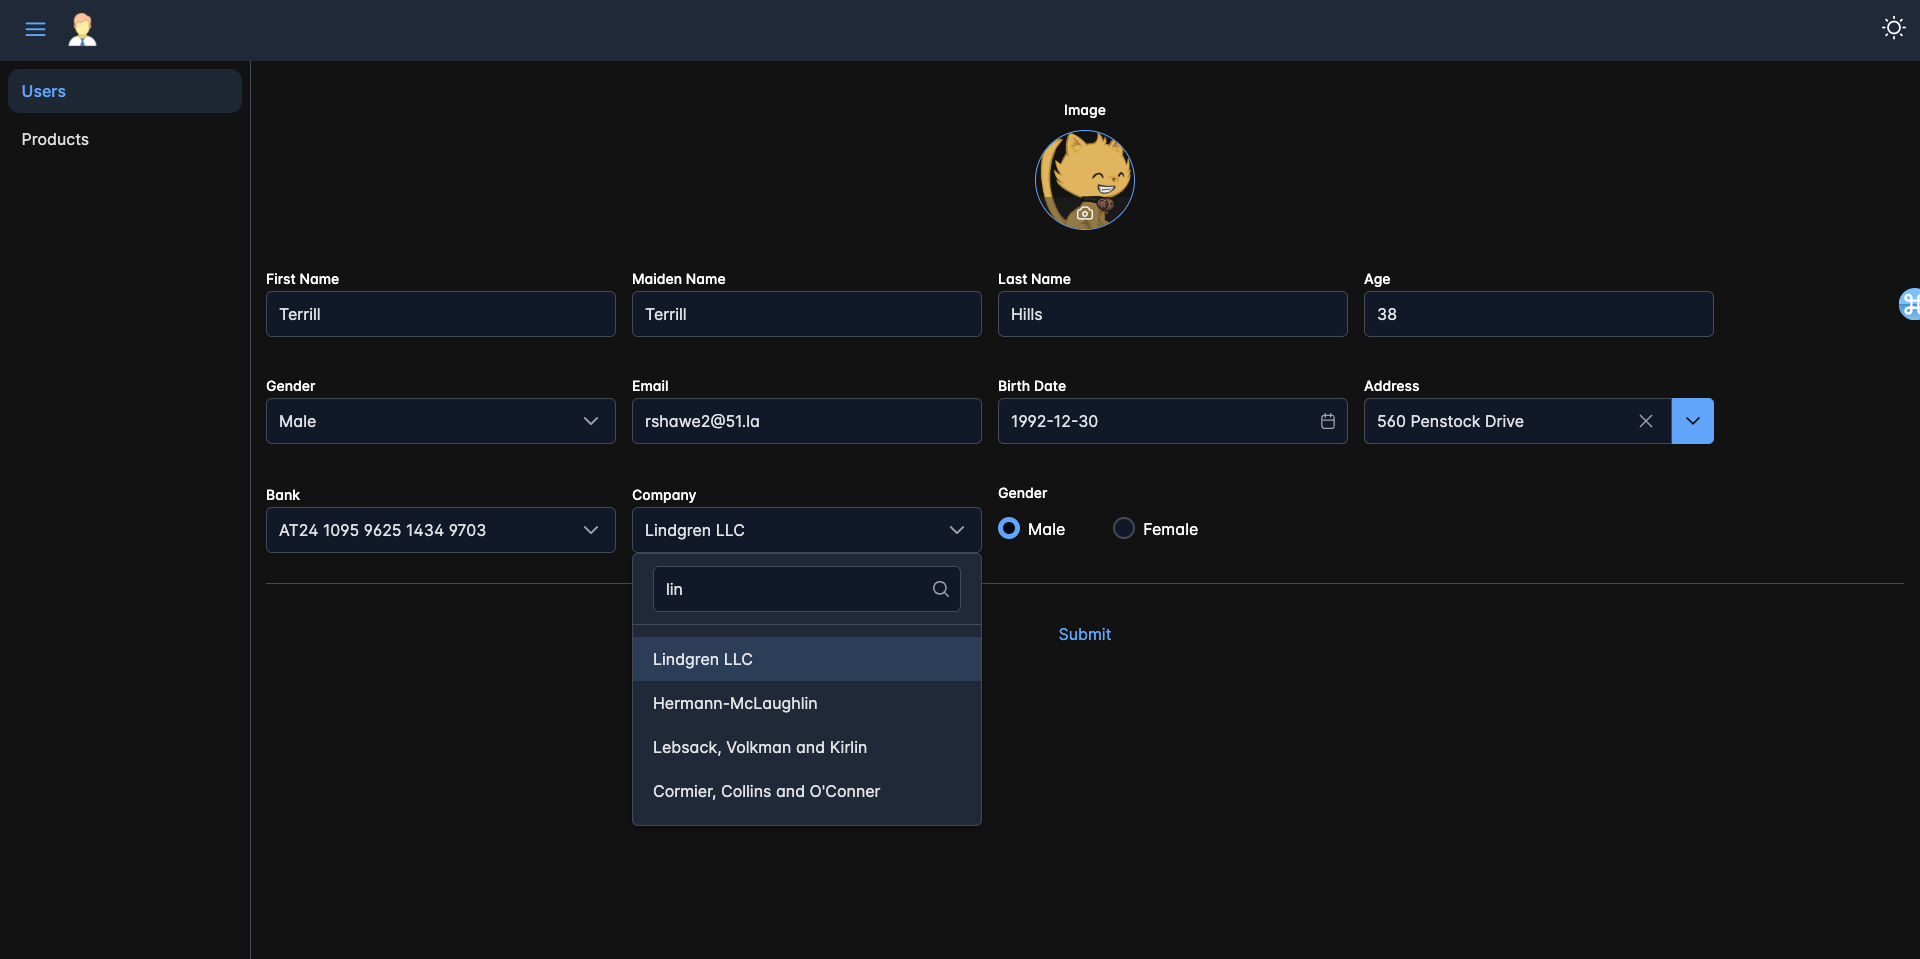 Users
Products
Image
First Name
Maiden Name
Last Name
Age
Terrill
Terrill
Hills
38
Gender
Email
Birth Date
Address
Male
rshawe2@51.la
1992-12-30
560 Penstock Drive
Bank
Company
Gender
AT24 1095 9625 1434 9703
Lindgren LLC
Male
Female
lin
Submit
Lindgren LLC
Hermann-McLaughlin
Lebsack, Volkman and Kirlin
Cormier, Collins and O'Conner